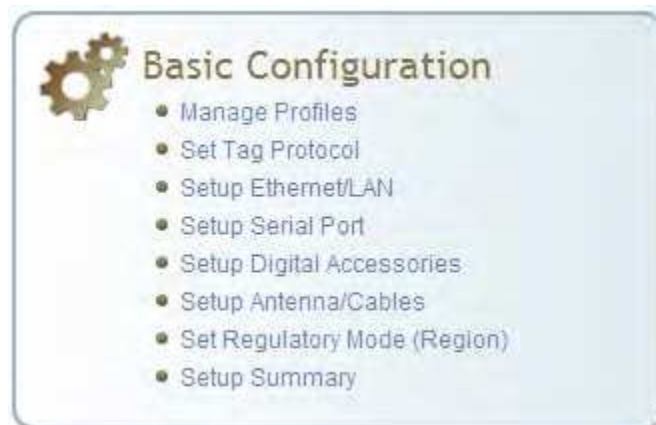 Basic Configuration
Manage Profiles
Set Tag Protocol
Setup Ethernet/LAN
Setup Serial Port
Setup Digital Accessories
Setup Antenna/Cables
Set Regulatory Mode (Region)
Setup Summary